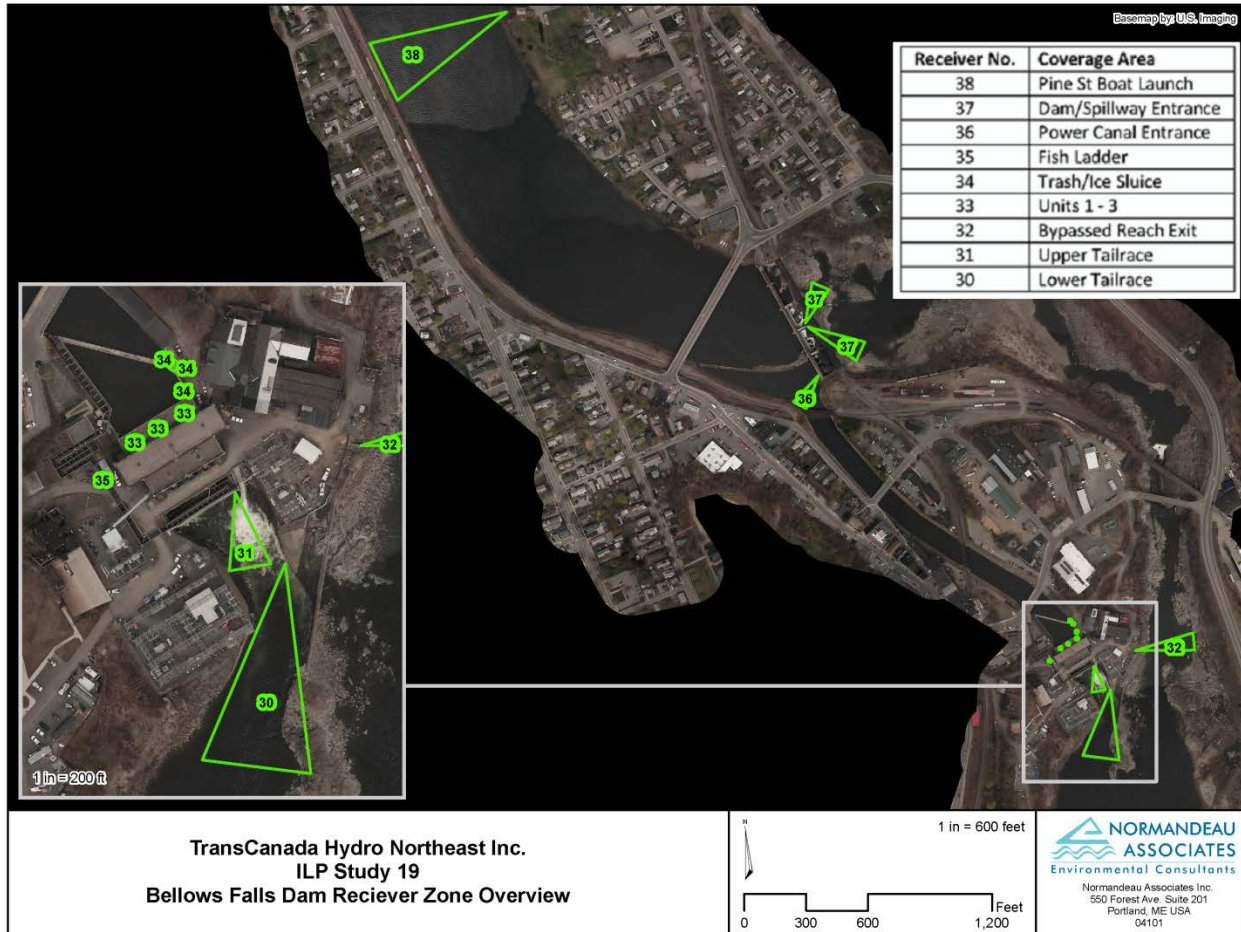 Basemap by: U.S. Imaging
Receiver No. Coverage Area
38 Pine St Boat Launch
37 Dam/Spillway Entrance
36 Power Canal Entrance
35 Fish Ladder
34 Trash/Ice Sluice
33 Units 1 - 3
32 Bypassed Reach Exit
31 Upper Tailrace
30 Lower Tailrace
38
37
37
36
32
34
34
34
33
33
33
35
32
31
30
1 in = 200 ft
TransCanada Hydro Northeast Inc.
ILP Study 19
Bellows Falls Dam Reciever Zone Overview
N
1 in = 600 feet
Feet
0 300 600 1,200
NORMANDEAU
ASSOCIATES
Environmental Consultants
Normandeau Associates Inc.
550 Forest Ave. Suite 201
Portland, ME USA
04101